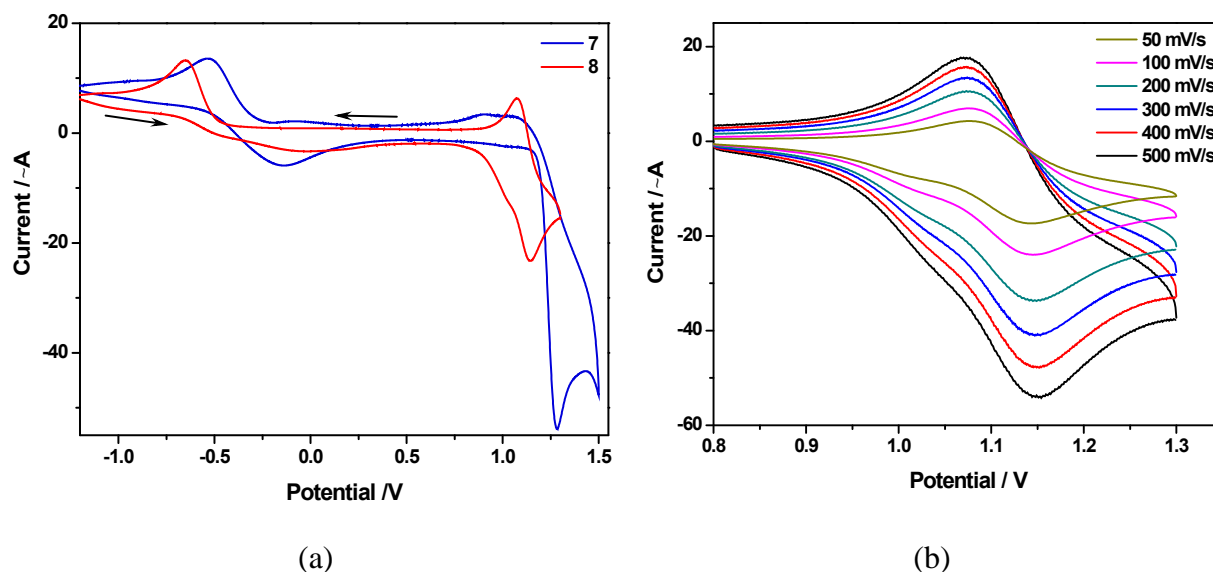 20
0
-20
-40
Current / ~A
-1.0 -0.5 0.0 0.5 1.0 1.5
Potential /V
7
8
(a)
20
0
-20
-40
-60
Current / ~A
0.8 0.9 1.0 1.1 1.2 1.3
Potential / V
50 mV/s
100 mV/s
200 mV/s
300 mV/s
400 mV/s
500 mV/s
(b)